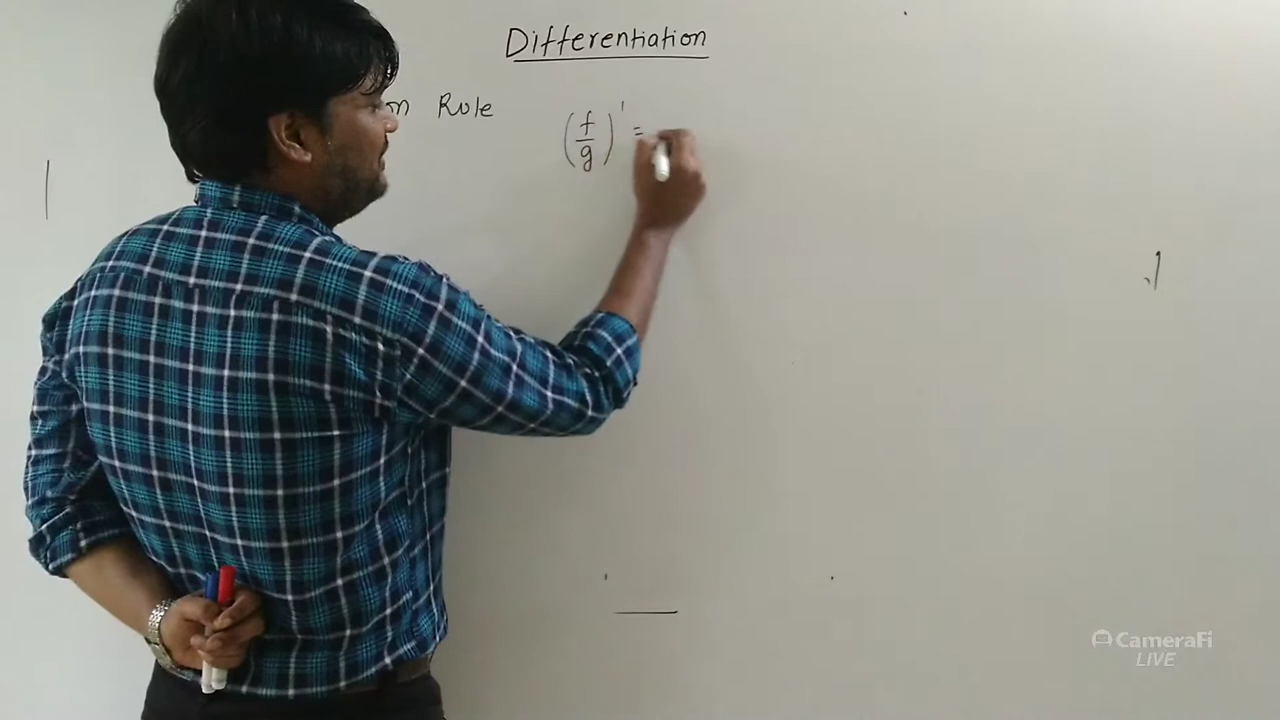 Differentiation
Rule
(f/g)' =
CameraFi
LIVE